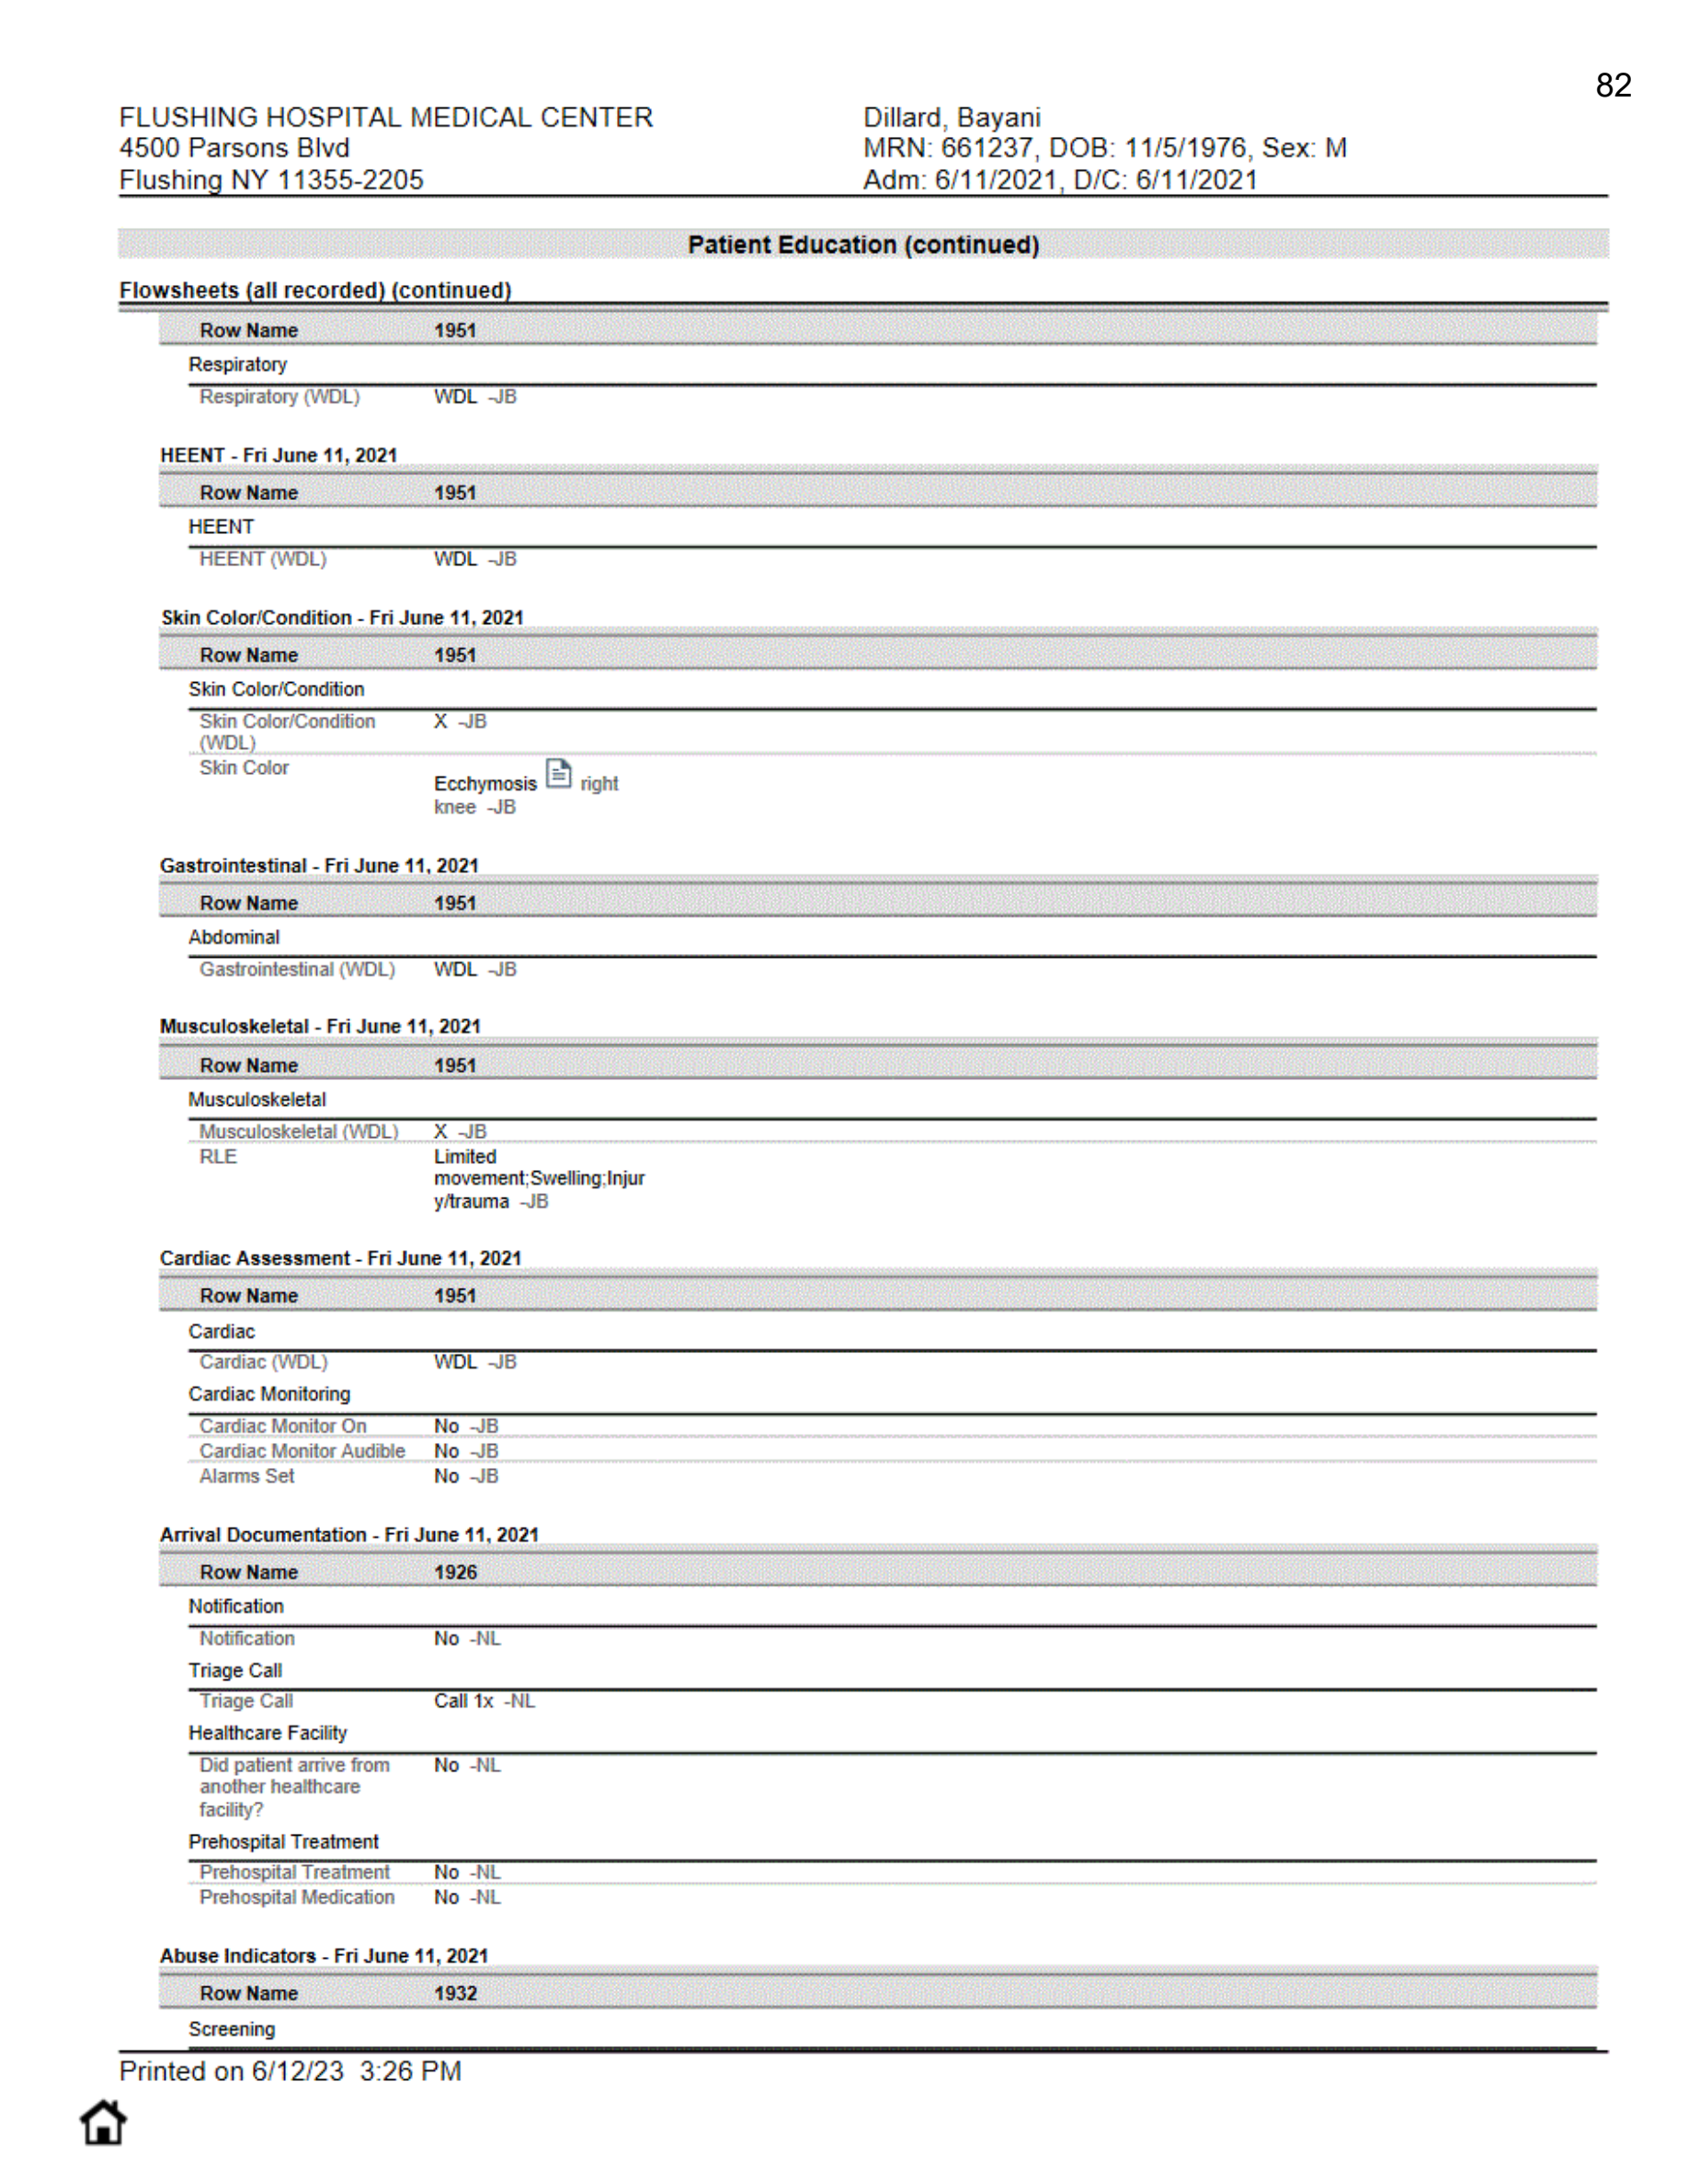 82
FLUSHING HOSPITAL MEDICAL CENTER
4500 Parsons Blvd
Flushing NY 11355-2205
Dillard, Bayani
MRN: 661237, DOB: 11/5/1976, Sex: M
Adm: 6/11/2021, D/C: 6/11/2021
Patient Education (continued)
Flowsheets (all recorded) (continued)
Row Name 1951
Respiratory
Respiratory (WDL) WDL -JB
HEENT - Fri June 11, 2021
Row Name 1951
HEENT
HEENT (WDL) WDL -JB
Skin Color/Condition - Fri June 11, 2021
Row Name 1951
Skin Color/Condition
Skin Color/Condition X -JB
(WDL)
Skin Color
Ecchymosis right
knee -JB
Gastrointestinal - Fri June 11, 2021
Row Name 1951
Abdominal
Gastrointestinal (WDL) WDL -JB
Musculoskeletal - Fri June 11, 2021
Row Name 1951
Musculoskeletal
Musculoskeletal (WDL) X -JB
RLE Limited
movement;Swelling;Injur
y/trauma -JB
Cardiac Assessment - Fri June 11, 2021
Row Name 1951
Cardiac
Cardiac (WDL) WDL -JB
Cardiac Monitoring
Cardiac Monitor On No -JB
Cardiac Monitor Audible No -JB
Alarms Set No -JB
Arrival Documentation - Fri June 11, 2021
Row Name 1926
Notification
Notification No -NL
Triage Call
Triage Call Call 1x -NL
Healthcare Facility
Did patient arrive from No -NL
another healthcare
facility?
Prehospital Treatment
Prehospital Treatment No -NL
Prehospital Medication No -NL
Abuse Indicators - Fri June 11, 2021
Row Name 1932
Screening
Printed on 6/12/23 3:26 PM